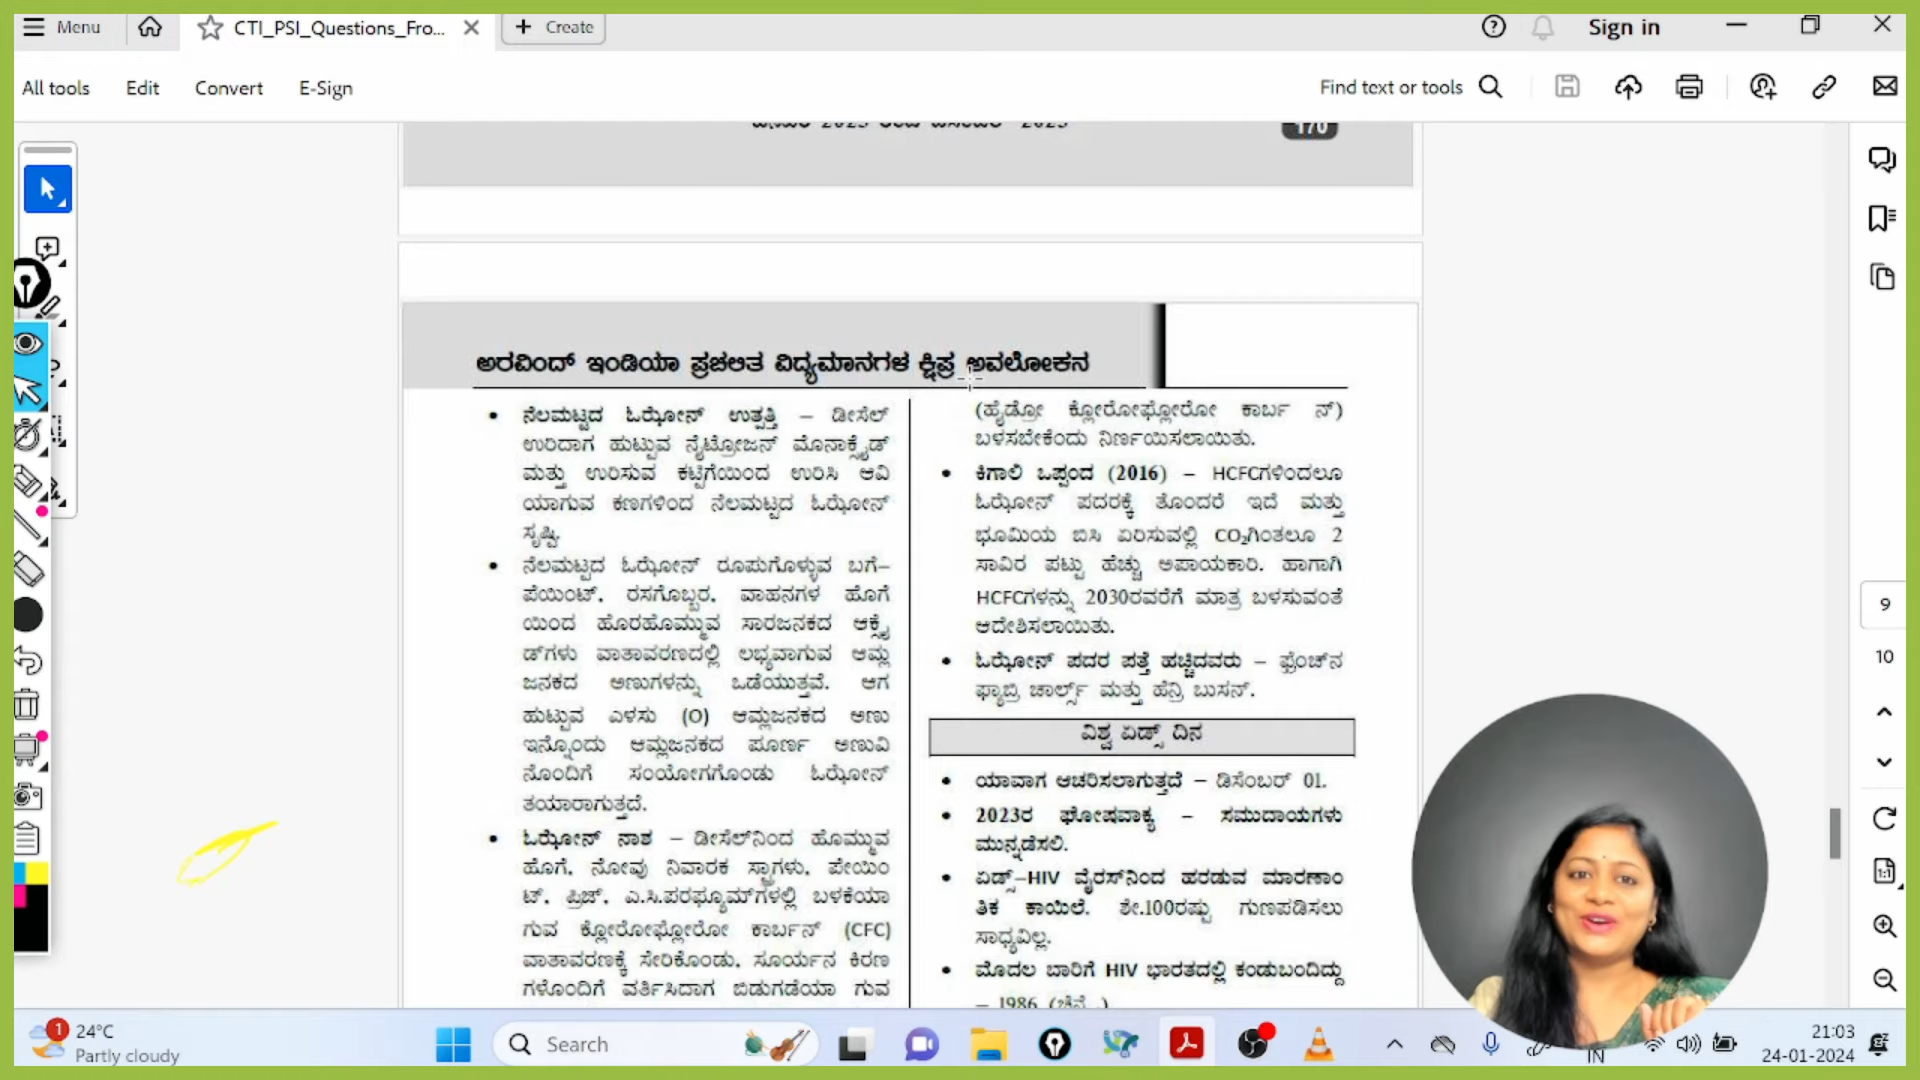 Menu
CTI_PSI_Questions_Fro...
Create
Sign in
All tools
Edit
Convert
E-Sign
Find text or tools
170
ಅರವಿಂದ್ ಇಂಡಿಯಾ ಪ್ರಚಲಿತ ವಿದ್ಯಮಾನಗಳ ಕ್ಷಿಪ್ರ ಅವಲೋಕನ
• ನೆಲಮಟ್ಟದ ಓಝೋನ್ ಉತ್ಪತ್ತಿ – ಡೀಸೆಲ್
ಉರಿದಾಗ ಹುಟ್ಟುವ ನೈಟ್ರೋಜನ್ ಮೊನಾಕ್ಸೈಡ್
ಮತ್ತು ಉರಿಸುವ ಕಟ್ಟಿಗೆಯಿಂದ ಉರಿಸಿ ಆವಿ
ಯಾಗುವ ಕಣಗಳಿಂದ ನೆಲಮಟ್ಟದ ಓಝೋನ್
ಸೃಷ್ಟಿ.
• ನೆಲಮಟ್ಟದ ಓಝೋನ್ ರೂಪುಗೊಳ್ಳುವ ಬಗೆ–
ಪೆಯಿಂಟ್, ರಸಗೊಬ್ಬರ, ವಾಹನಗಳ ಹೊಗೆ
ಯಿಂದ ಹೊರಹೊಮ್ಮುವ ಸಾರಜನಕದ ಆಕ್ಸೈ
ಡ್‌ಗಳು ವಾತಾವರಣದಲ್ಲಿ ಲಭ್ಯವಾಗುವ ಆಮ್ಲ
ಜನಕದ ಅಣುಗಳನ್ನು ಒಡೆಯುತ್ತವೆ. ಆಗ
ಹುಟ್ಟುವ ಎಳಸು (O) ಆಮ್ಲಜನಕದ ಅಣು
ಇನ್ನೊಂದು ಆಮ್ಲಜನಕದ ಪೂರ್ಣ ಅಣುವಿ
ನೊಂದಿಗೆ ಸಂಯೋಗಗೊಂಡು ಓಝೋನ್
ತಯಾರಾಗುತ್ತದೆ.
• ಓಝೋನ್ ನಾಶ – ಡೀಸೆಲ್‌ನಿಂದ ಹೊಮ್ಮುವ
ಹೊಗೆ, ನೋವು ನಿವಾರಕ ಸ್ಪ್ರಾಗಳು, ಪೇಯಿಂ
ಟ್, ಫ್ರಿಜ್, ಎ.ಸಿ.ಪರಫ್ಯೂಮ್‌ಗಳಲ್ಲಿ ಬಳಕೆಯಾ
ಗುವ ಕ್ಲೋರೋಫ್ಲೋರೋ ಕಾರ್ಬನ್ (CFC)
ವಾತಾವರಣಕ್ಕೆ ಸೇರಿಕೊಂಡು, ಸೂರ್ಯನ ಕಿರಣ
ಗಳೊಂದಿಗೆ ವರ್ತಿಸಿದಾಗ ಬಿಡುಗಡೆಯಾ ಗುವ
(ಹೈಡ್ರೋ ಕ್ಲೋರೋಫ್ಲೋರೋ ಕಾರ್ಬ ನ್)
ಬಳಸಬೇಕೆಂದು ನಿರ್ಣಯಿಸಲಾಯಿತು.
• ಕಿಗಾಲಿ ಒಪ್ಪಂದ (2016) – HCFCಗಳಿಂದಲೂ
ಓಝೋನ್ ಪದರಕ್ಕೆ ತೊಂದರೆ ಇದೆ ಮತ್ತು
ಭೂಮಿಯ ಬಿಸಿ ಏರಿಸುವಲ್ಲಿ CO₂ಗಿಂತಲೂ 2
ಸಾವಿರ ಪಟ್ಟು ಹೆಚ್ಚು ಅಪಾಯಕಾರಿ. ಹಾಗಾಗಿ
HCFCಗಳನ್ನು 2030ರವರೆಗೆ ಮಾತ್ರ ಬಳಸುವಂತೆ
ಆದೇಶಿಸಲಾಯಿತು.
• ಓಝೋನ್ ಪದರ ಪತ್ತೆ ಹಚ್ಚಿದವರು – ಫ್ರೆಂಚ್‌ನ
ಫ್ಯಾಬ್ರಿ ಚಾರ್ಲ್ಸ್ ಮತ್ತು ಹೆನ್ರಿ ಬುಸನ್.
ವಿಶ್ವ ಏಡ್ಸ್ ದಿನ
• ಯಾವಾಗ ಆಚರಿಸಲಾಗುತ್ತದೆ – ಡಿಸೆಂಬರ್ 01.
• 2023ರ ಘೋಷವಾಕ್ಯ – ಸಮುದಾಯಗಳು
ಮುನ್ನಡೆಸಲಿ.
• ಏಡ್ಸ್–HIV ವೈರಸ್‌ನಿಂದ ಹರಡುವ ಮಾರಣಾಂ
ತಿಕ ಕಾಯಿಲೆ. ಶೇ.100ರಷ್ಟು ಗುಣಪಡಿಸಲು
ಸಾಧ್ಯವಿಲ್ಲ.
• ಮೊದಲ ಬಾರಿಗೆ HIV ಭಾರತದಲ್ಲಿ ಕಂಡುಬಂದಿದ್ದು
– 1986
9
10
1:1
1
24°C
Partly cloudy
Search
IN
21:03
24-01-2024